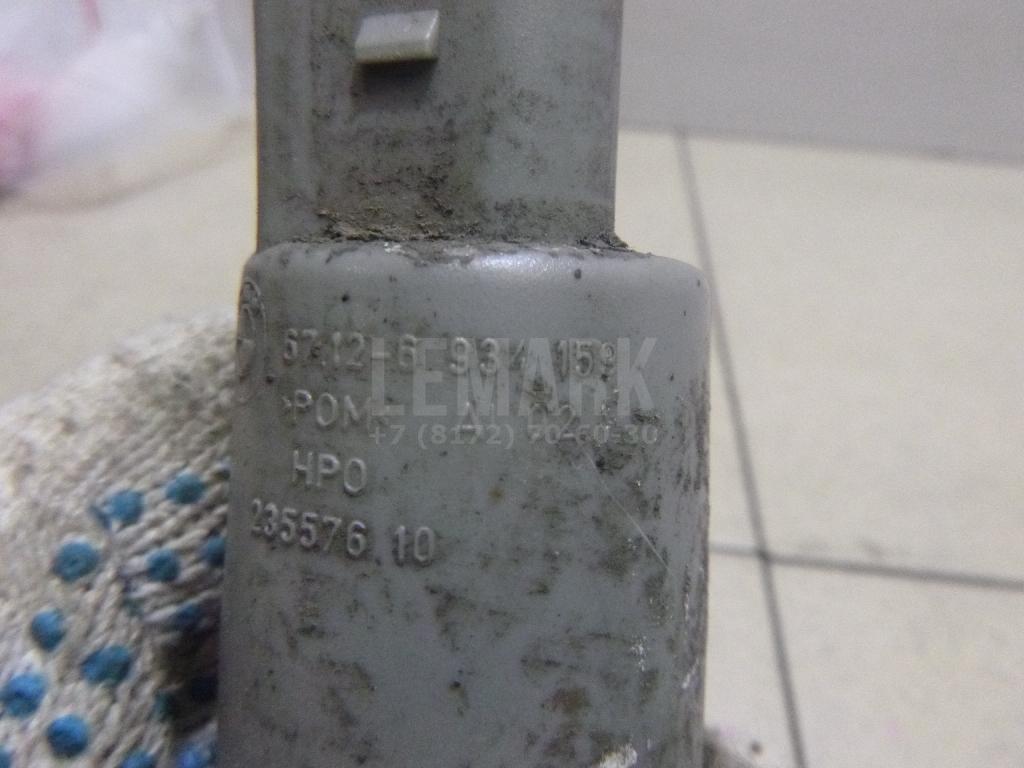 67.12-6 934 159
>POM<
HPO
235576.10
LEMARK
+7 (8172) 70-60-30